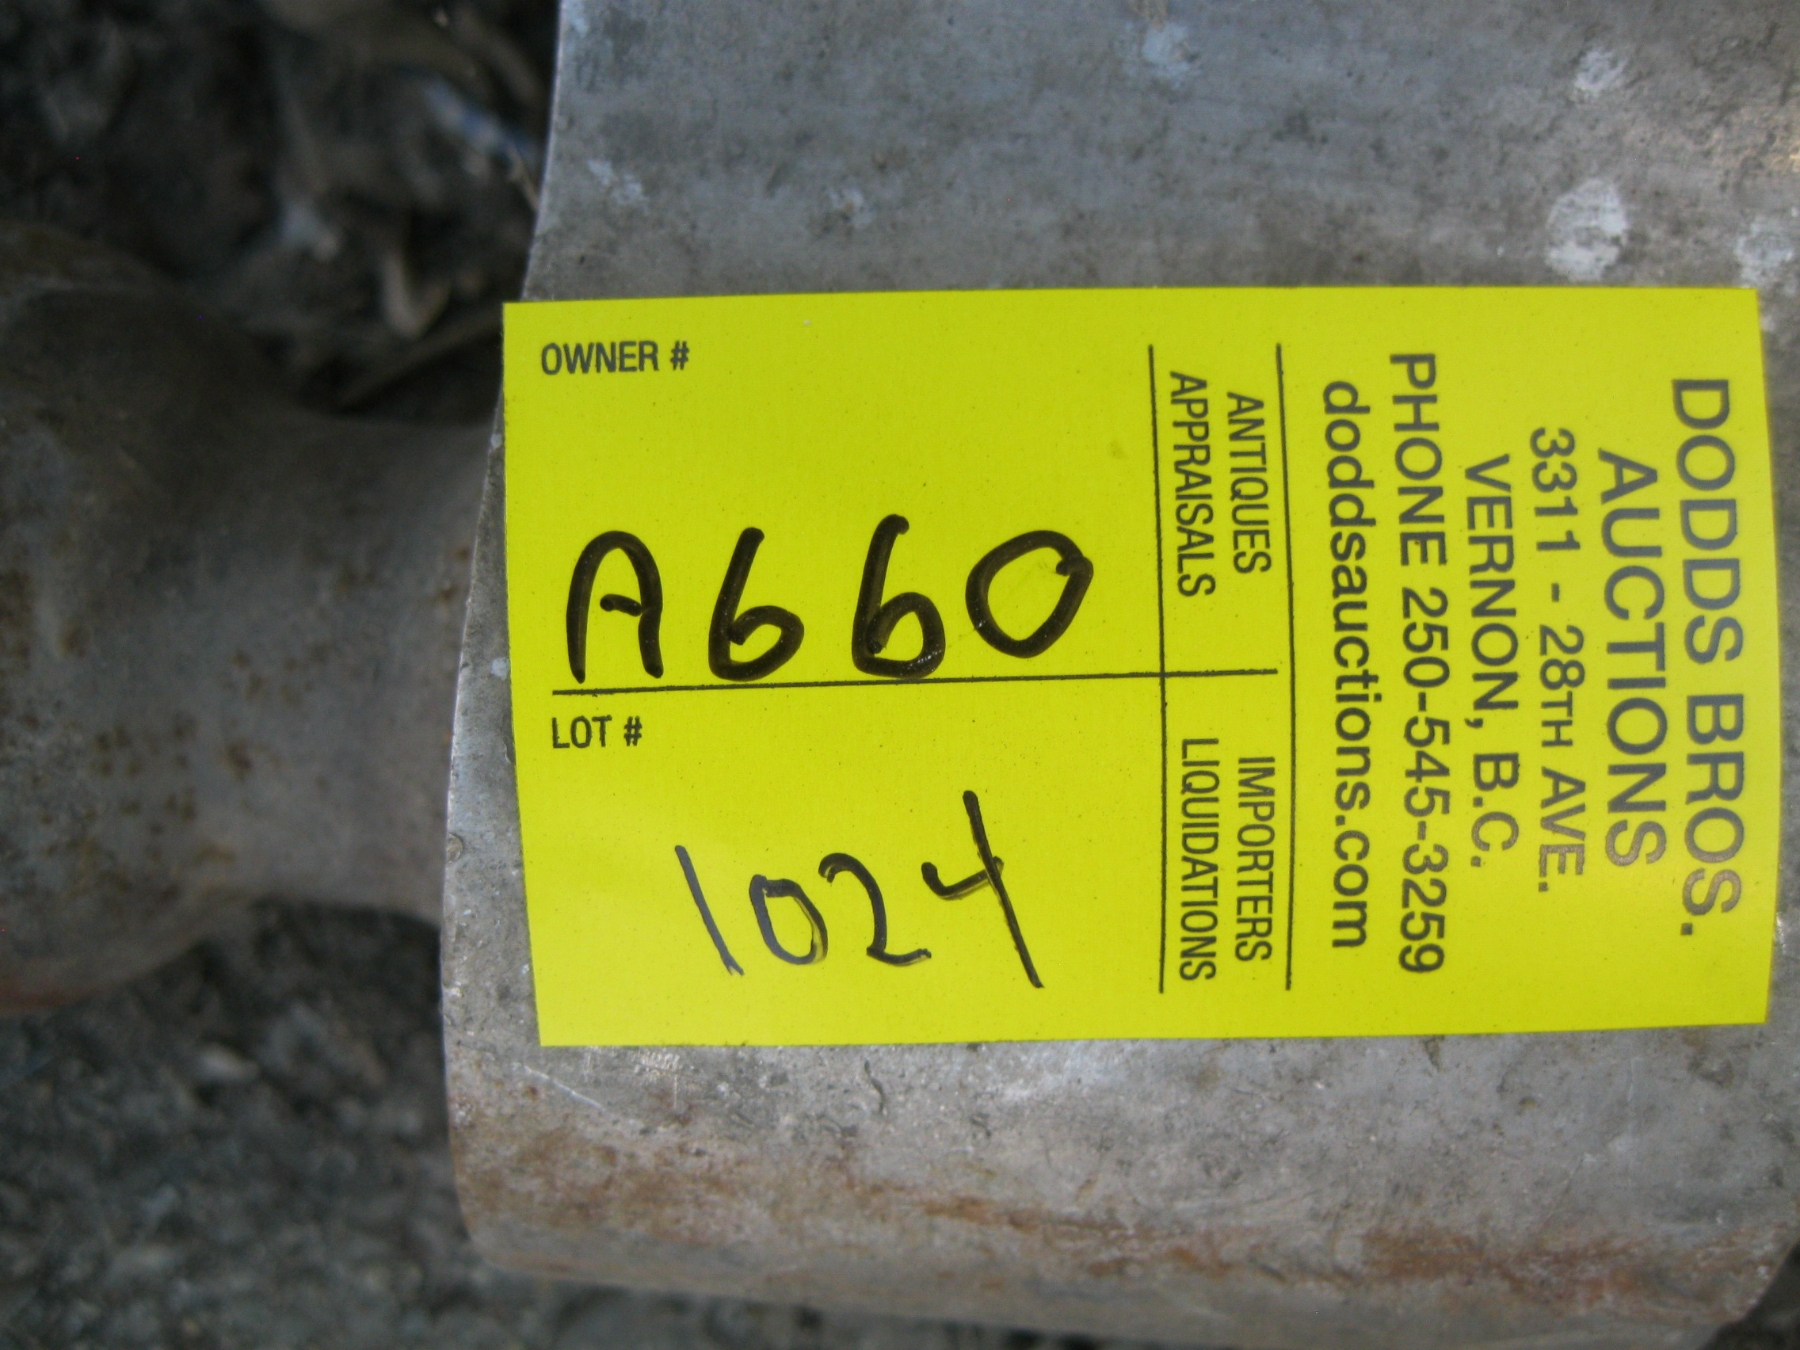 DODDS BROS.
AUCTIONS
3311 - 28TH AVE.
VERNON, B.C.
PHONE 250-545-3259
doddsauctions.com
ANTIQUES IMPORTERS
APPRAISALS LIQUIDATIONS
OWNER #
A660
LOT #
1024